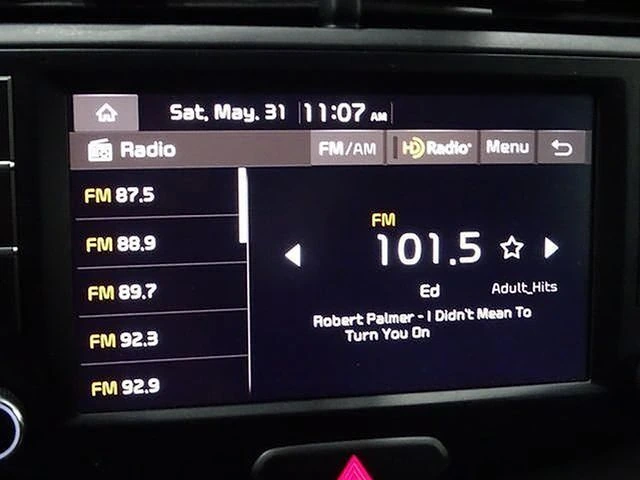 Sat, May. 31 11:07 AM
Radio FM/AM HD Radio Menu
FM 87.5
FM 88.9
FM 89.7
FM 92.3
FM 92.9
FM
101.5
Ed Adult_Hits
Robert Palmer - I Didn't Mean To
Turn You On